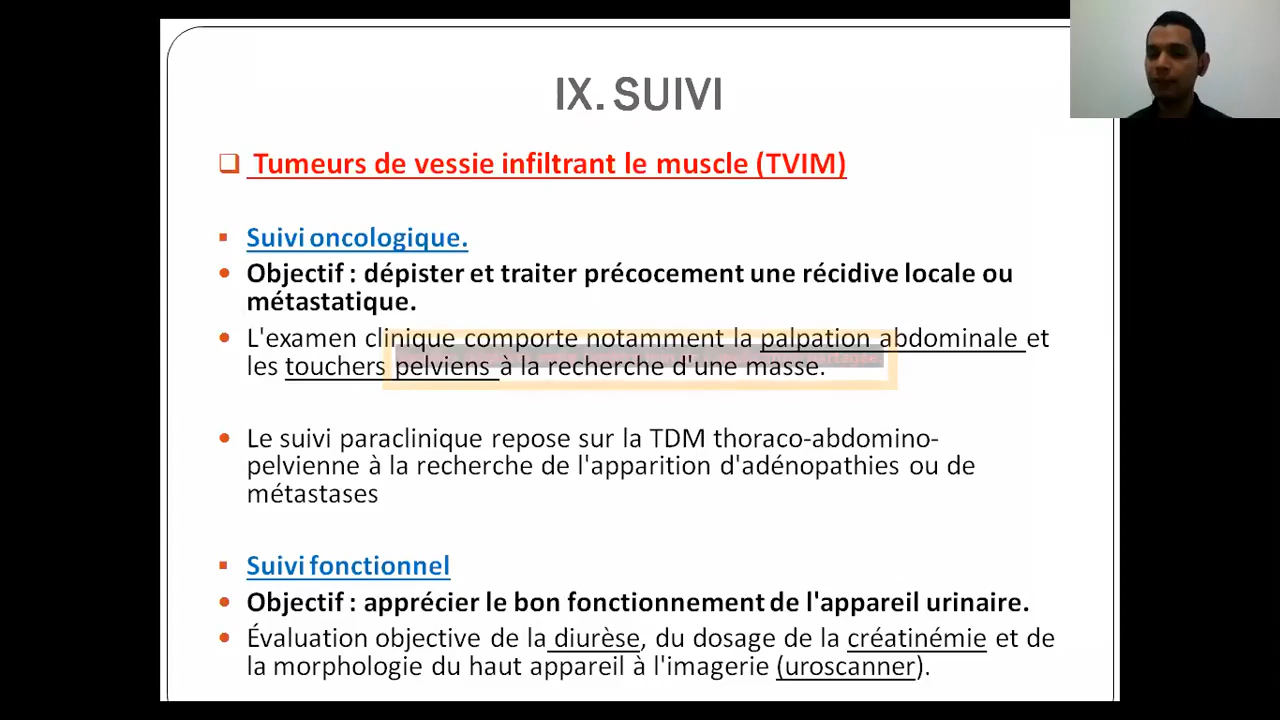 IX. SUIVI
Tumeurs de vessie infiltrant le muscle (TVIM)
Suivi oncologique.
Objectif : dépister et traiter précocement une récidive locale ou
métastatique.
L'examen clinique comporte notamment la palpation abdominale et
les touchers pelviens à la recherche d'une masse.
Le suivi paraclinique repose sur la TDM thoraco-abdomino-
pelvienne à la recherche de l'apparition d'adénopathies ou de
métastases
Suivi fonctionnel
Objectif : apprécier le bon fonctionnement de l'appareil urinaire.
Évaluation objective de la diurèse, du dosage de la créatinémie et de
la morphologie du haut appareil à l'imagerie (uroscanner).